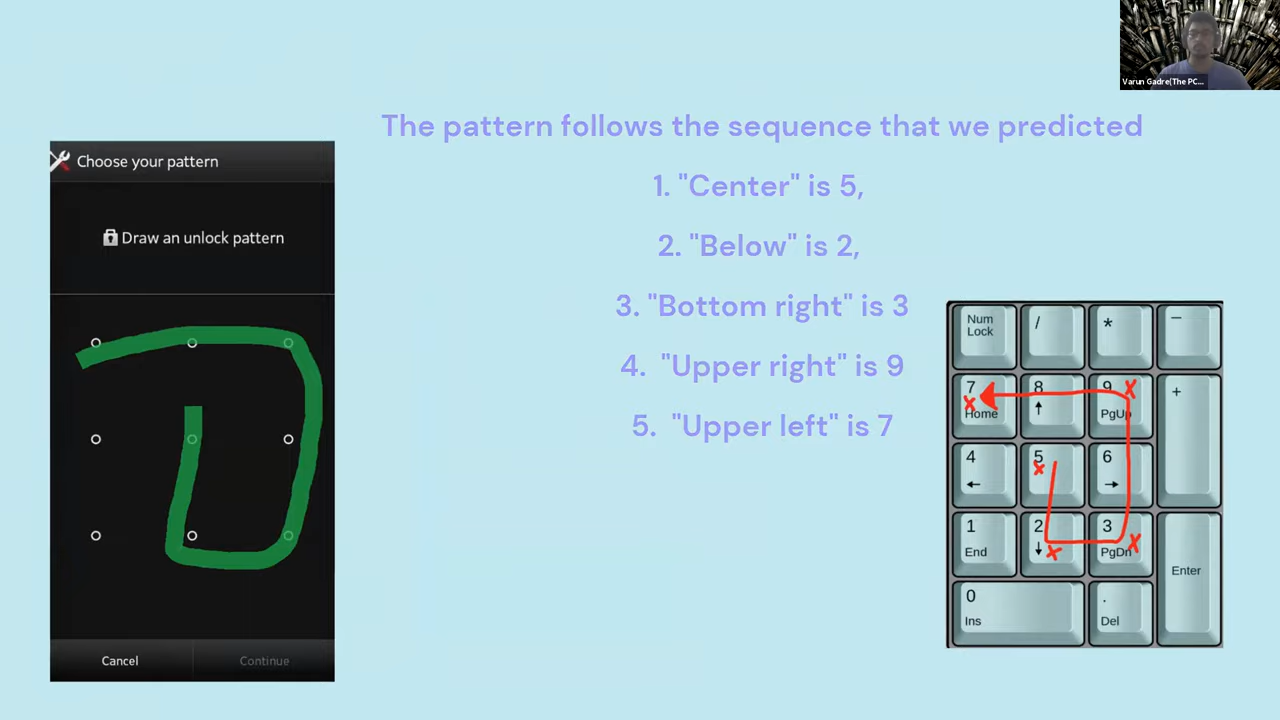 Varun Gadre(The PC...
The pattern follows the sequence that we predicted
1. "Center" is 5,
2. "Below" is 2,
3. "Bottom right" is 3
4. "Upper right" is 9
5. "Upper left" is 7
Choose your pattern
Draw an unlock pattern
Cancel
Continue
Num
Lock
/
*
−
7
Home
8
↑
9
PgUp
+
4
←
5
6
→
1
End
2
↓
3
PgDn
Enter
0
Ins
.
Del